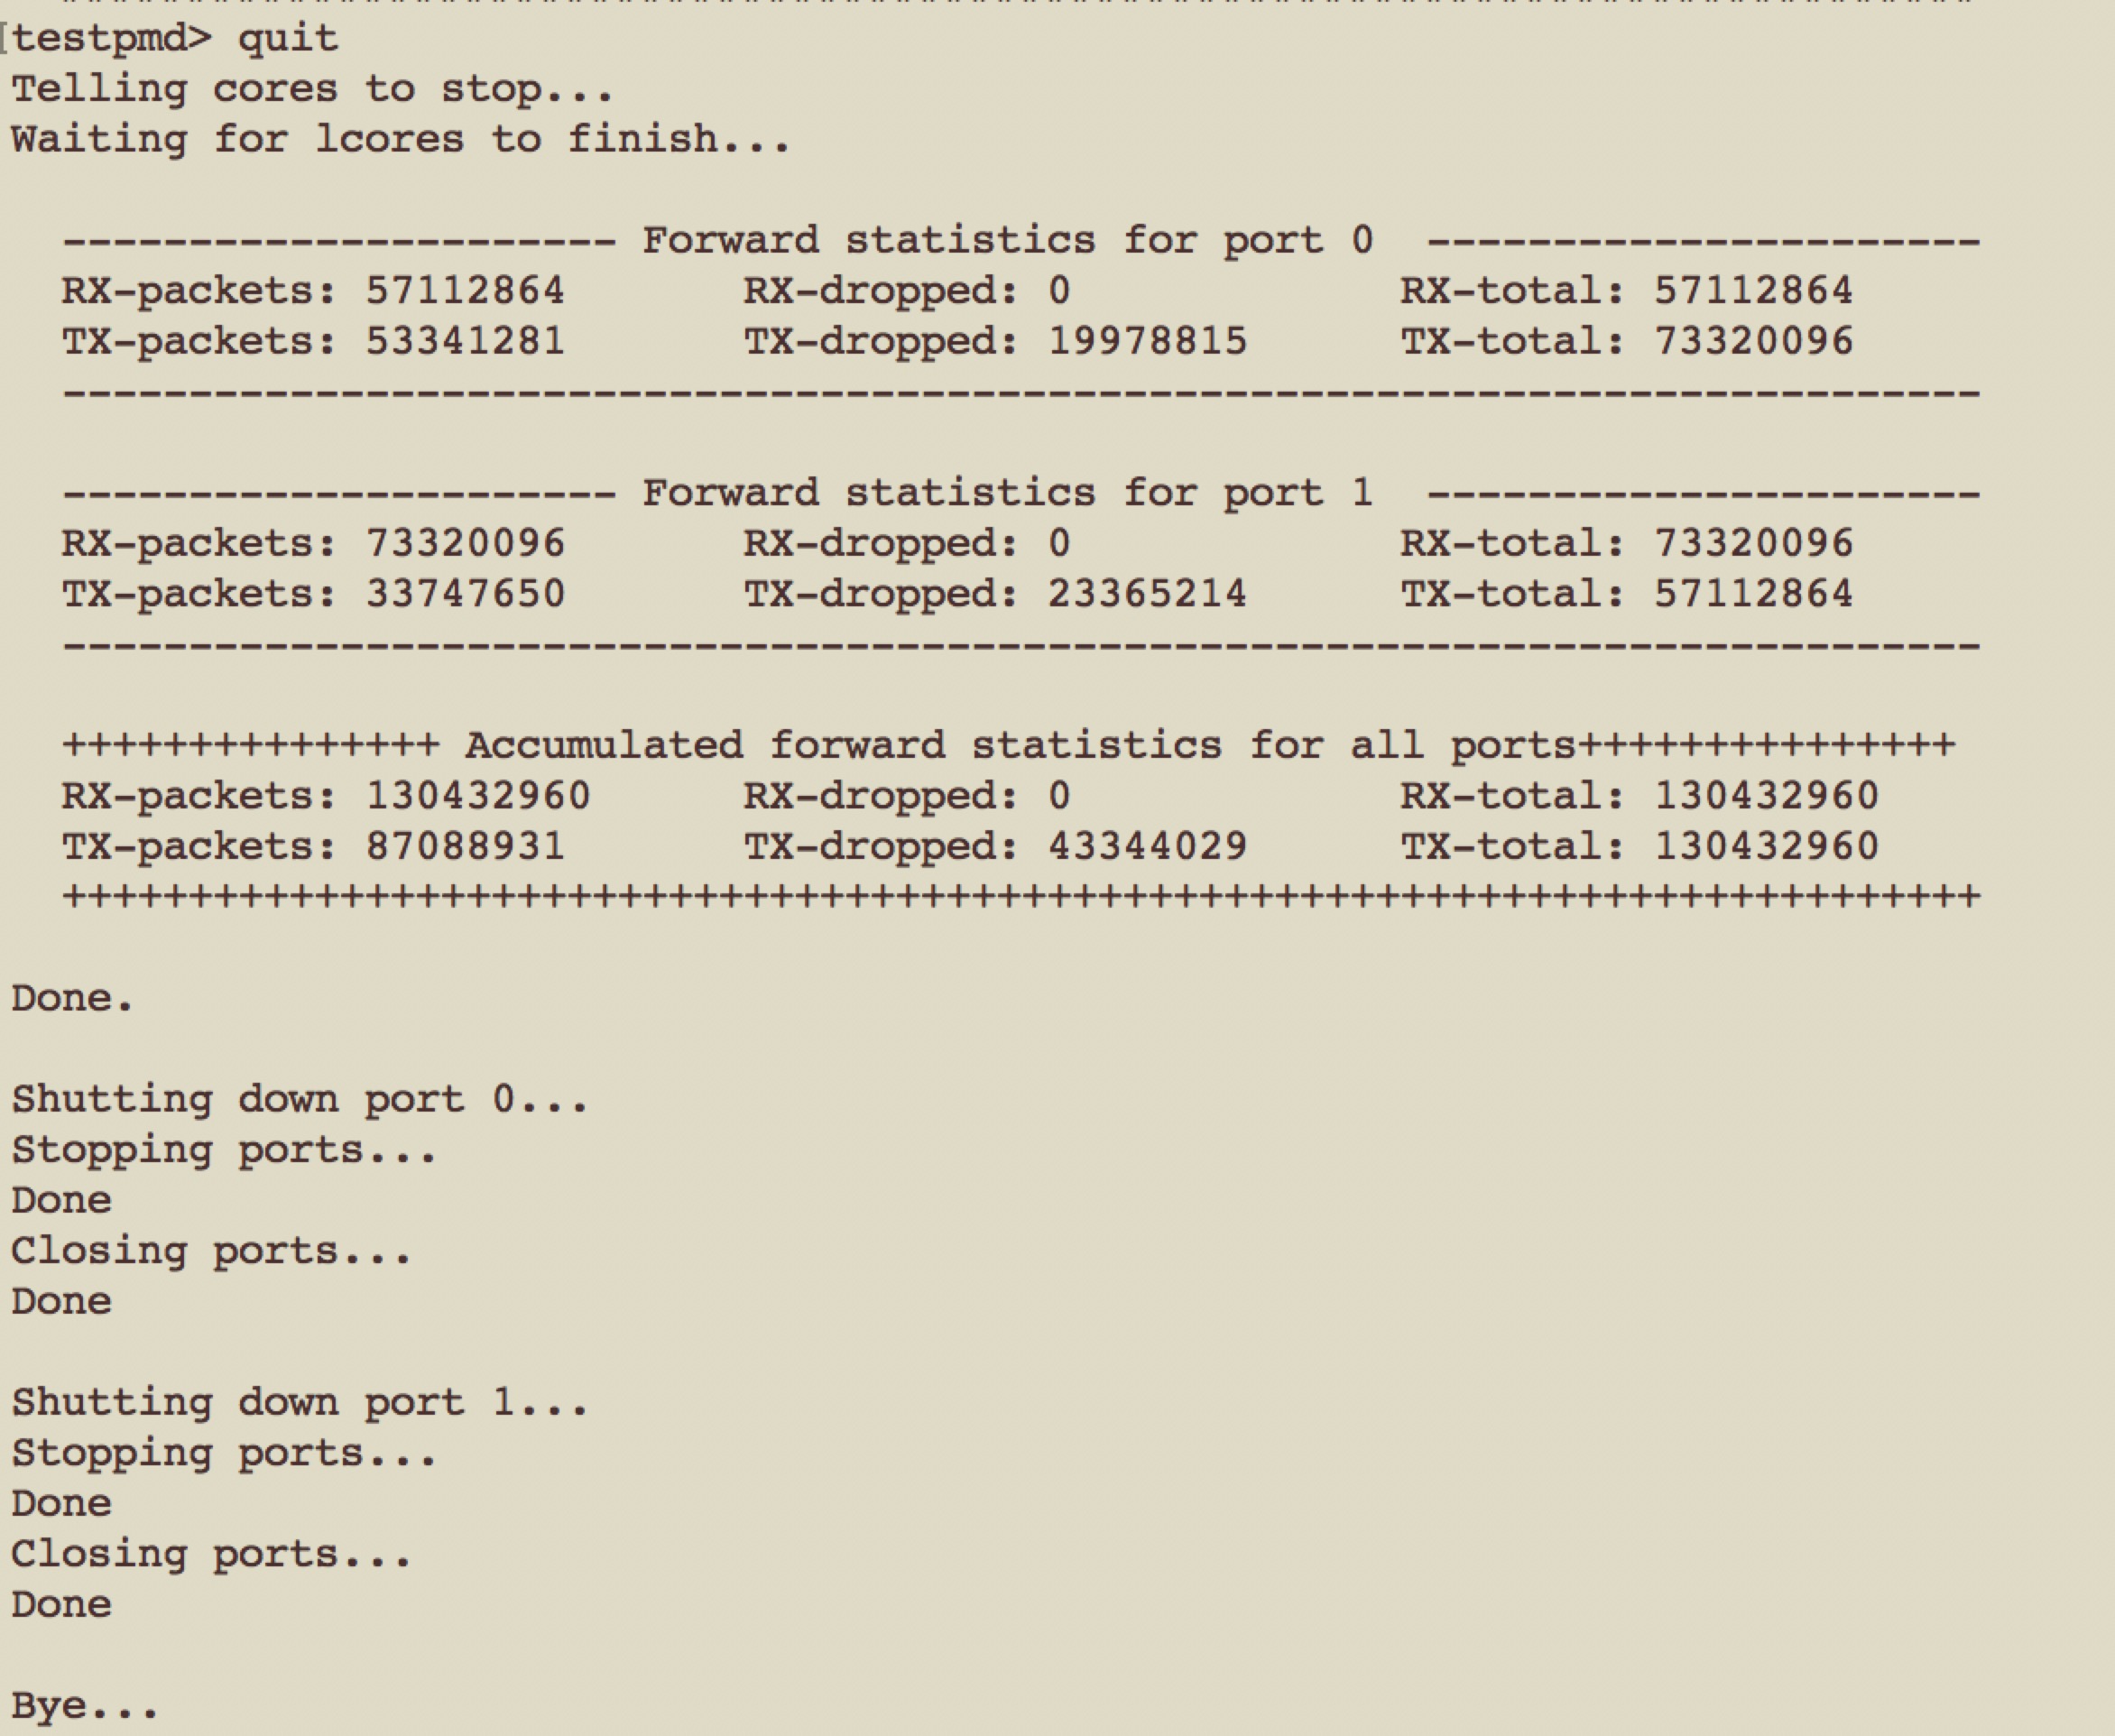 testpmd> quit
Telling cores to stop...
Waiting for lcores to finish...
---------------------- Forward statistics for port 0  ----------------------
RX-packets: 57112864       RX-dropped: 0             RX-total: 57112864
TX-packets: 53341281       TX-dropped: 19978815      TX-total: 73320096
----------------------------------------------------------------------------
---------------------- Forward statistics for port 1  ----------------------
RX-packets: 73320096       RX-dropped: 0             RX-total: 73320096
TX-packets: 33747650       TX-dropped: 23365214      TX-total: 57112864
----------------------------------------------------------------------------
+++++++++++++++ Accumulated forward statistics for all ports+++++++++++++++
RX-packets: 130432960      RX-dropped: 0             RX-total: 130432960
TX-packets: 87088931       TX-dropped: 43344029      TX-total: 130432960
++++++++++++++++++++++++++++++++++++++++++++++++++++++++++++++++++++++++++++
Done.
Shutting down port 0...
Stopping ports...
Done
Closing ports...
Done
Shutting down port 1...
Stopping ports...
Done
Closing ports...
Done
Bye...